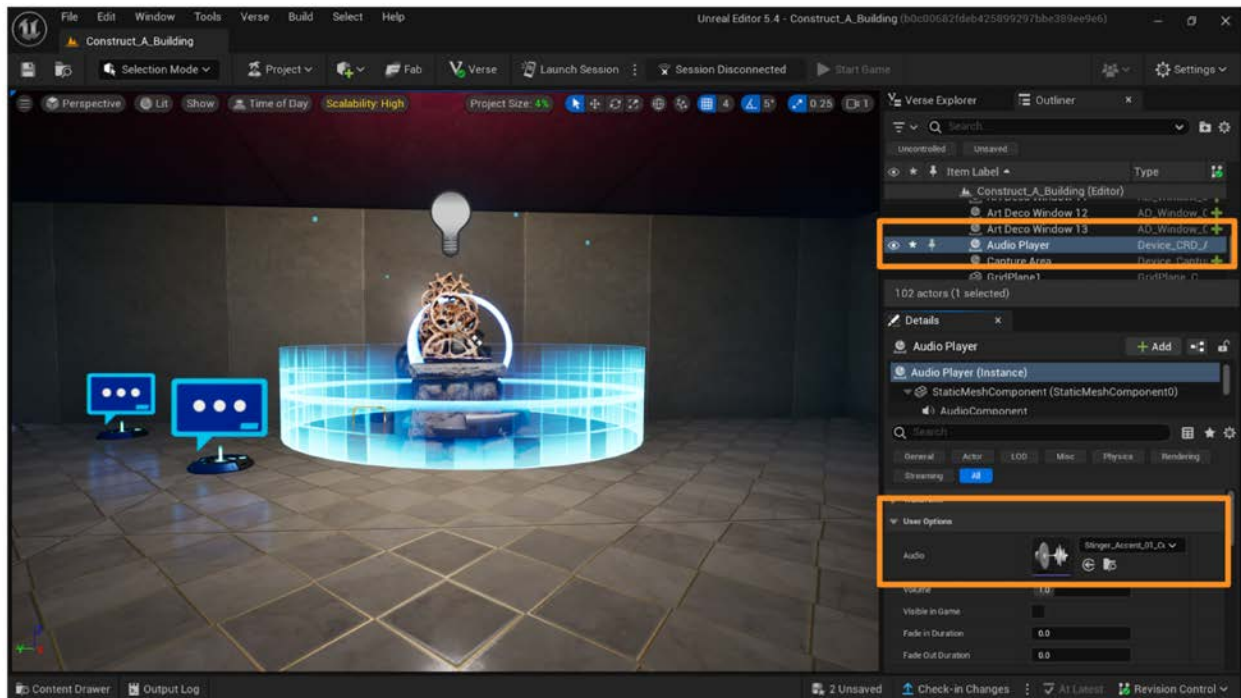 File Edit Window Tools Verse Build Select Help
Unreal Editor 5.4 - Construct_A_Building (b0c00682fdeb425899297bbe389ee9e6)
Construct_A_Building
Selection Mode Project Fab Verse Launch Session Session Disconnected Start Game Settings
Perspective Lit Show Time of Day Scalability: High Project Size: 4% 4 5° 0.25 1
Verse Explorer Outliner
Search...
Uncontrolled Unsaved
Item Label Type
Construct_A_Building (Editor)
Art Deco Window 12 AD_Window_C
Art Deco Window 13 AD_Window_C
Audio Player Device_CRD_A
Capture Area Device_Captu
GridPlane1 GridPlane_C
102 actors (1 selected)
Details
Audio Player + Add
Audio Player (Instance)
StaticMeshComponent (StaticMeshComponent0)
AudioComponent
Search
General Actor LOD Misc Physics Rendering
Streaming All
User Options
Audio Stinger_Accent_01_Cu
Volume 1.0
Visible in Game
Fade in Duration 0.0
Fade Out Duration 0.0
Content Drawer Output Log 2 Unsaved Check-in Changes At Latest Revision Control